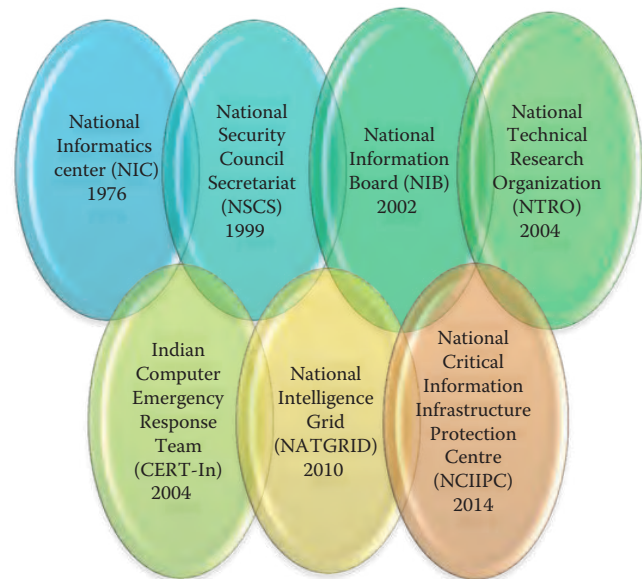 National
Informatics
center (NIC)
1976
National
Security
Council
Secretariat
(NSCS)
1999
National
Information
Board (NIB)
2002
National
Technical
Research
Organization
(NTRO)
2004
Indian
Computer
Emergency
Response
Team
(CERT-In)
2004
National
Intelligence
Grid
(NATGRID)
2010
National
Critical
Information
Infrastructure
Protection
Centre
(NCIIPC)
2014